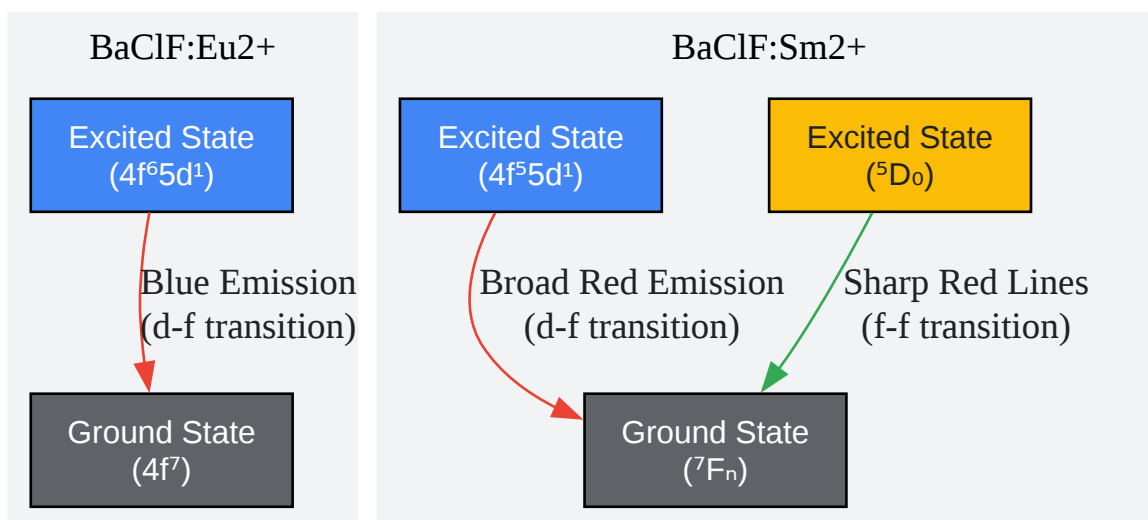 BaClF:Eu2+
Excited State
(4f⁶5d¹)
Blue Emission
(d-f transition)
Ground State
(4f⁷)
BaClF:Sm2+
Excited State
(4f⁵5d¹)
Excited State
(⁵D₀)
Broad Red Emission
(d-f transition)
Sharp Red Lines
(f-f transition)
Ground State
(⁷Fₙ)